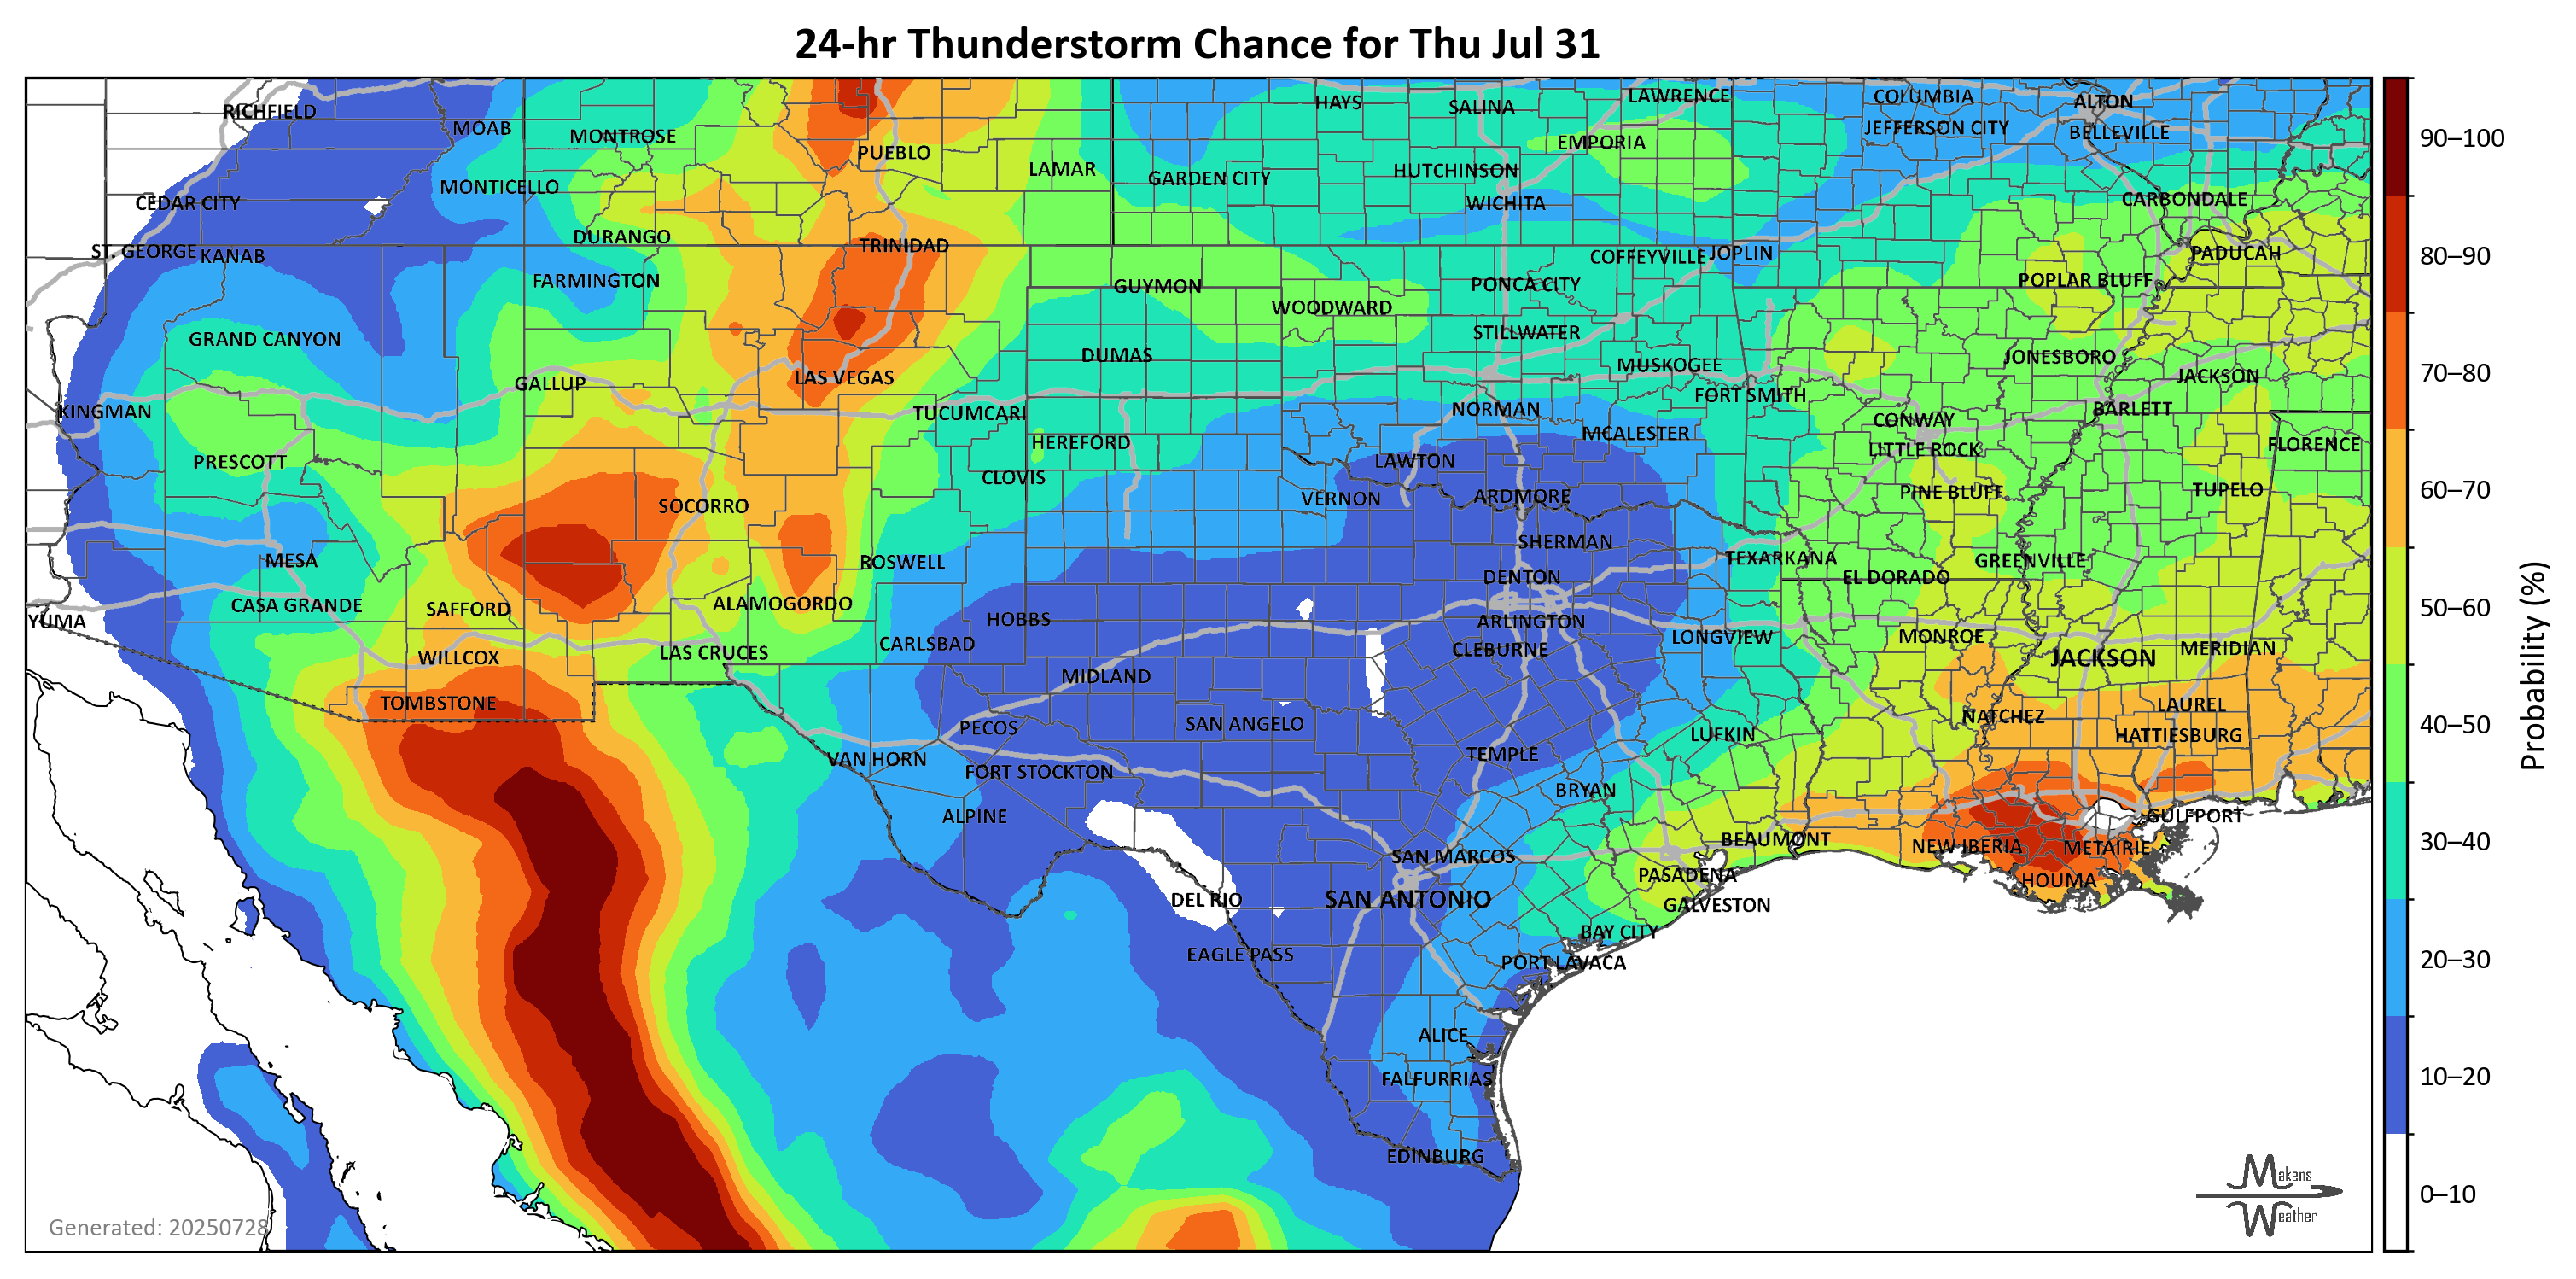 24-hr Thunderstorm Chance for Thu Jul 31
RICHFIELD
MOAB
MONTROSE
PUEBLO
LAMAR
HAYS
SALINA
LAWRENCE
COLUMBIA
ALTON
JEFFERSON CITY
BELLEVILLE
EMPORIA
HUTCHINSON
GARDEN CITY
MONTICELLO
CEDAR CITY
WICHITA
CARBONDALE
DURANGO
TRINIDAD
ST. GEORGE
KANAB
COFFEYVILLE
JOPLIN
PADUCAH
FARMINGTON
GUYMON
PONCA CITY
POPLAR BLUFF
WOODWARD
STILLWATER
GRAND CANYON
DUMAS
JONESBORO
MUSKOGEE
JACKSON
GALLUP
LAS VEGAS
FORT SMITH
KINGMAN
TUCUMCARI
NORMAN
BARLETT
CONWAY
HEREFORD
MCALESTER
FLORENCE
LITTLE ROCK
PRESCOTT
LAWTON
CLOVIS
VERNON
ARDMORE
PINE BLUFF
TUPELO
SOCORRO
SHERMAN
MESA
ROSWELL
TEXARKANA
GREENVILLE
DENTON
EL DORADO
CASA GRANDE
SAFFORD
ALAMOGORDO
YUMA
HOBBS
ARLINGTON
LONGVIEW
MONROE
CARLSBAD
CLEBURNE
MERIDIAN
WILLCOX
LAS CRUCES
JACKSON
MIDLAND
TOMBSTONE
LAUREL
NATCHEZ
PECOS
SAN ANGELO
LUFKIN
HATTIESBURG
VAN HORN
TEMPLE
FORT STOCKTON
BRYAN
ALPINE
GULFPORT
BEAUMONT
NEW IBERIA
METAIRIE
SAN MARCOS
PASADENA
HOUMA
DEL RIO
SAN ANTONIO
GALVESTON
BAY CITY
EAGLE PASS
PORT LAVACA
ALICE
FALFURRIAS
EDINBURG
Generated: 20250728
Makens
Weather
90–100
80–90
70–80
60–70
50–60
40–50
30–40
20–30
10–20
0–10
Probability (%)